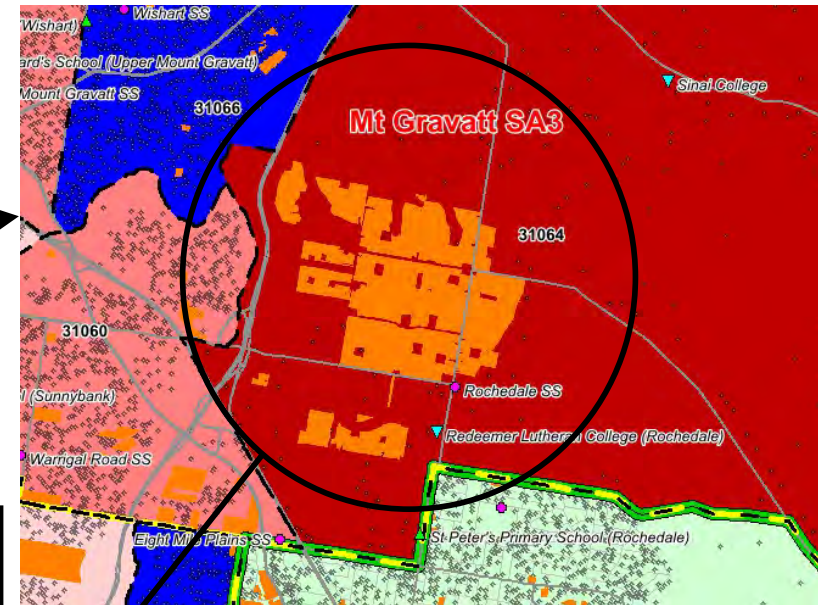 Wishart SS
(Wishart)
ard's School (Upper Mount Gravatt)
Mount Gravatt SS
31066
Sinai College
Mt Gravatt SA3
31064
31060
Rochedale SS
l (Sunnybank)
Redeemer Lutheran College (Rochedale)
Warrigal Road SS
Eight Mile Plains SS
St Peter's Primary School (Rochedale)